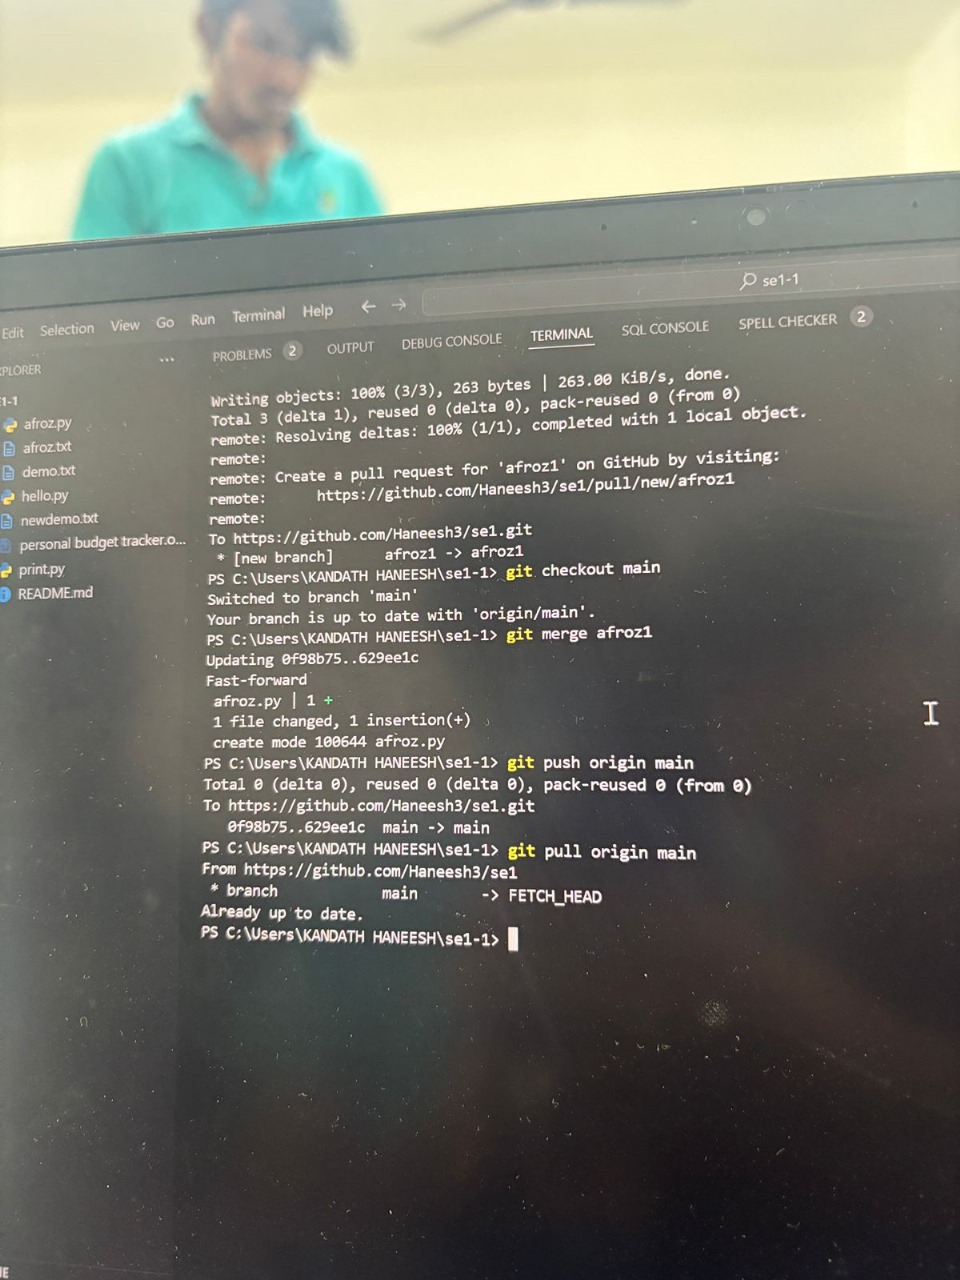 Edit Selection View Go Run Terminal Help ← → se1-1
PROBLEMS 2 OUTPUT DEBUG CONSOLE TERMINAL SQL CONSOLE SPELL CHECKER 2
XPLORER ...
E1-1
afroz.py
afroz.txt
demo.txt
hello.py
newdemo.txt
personal budget tracker.o...
print.py
README.md
Writing objects: 100% (3/3), 263 bytes | 263.00 KiB/s, done.
Total 3 (delta 1), reused 0 (delta 0), pack-reused 0 (from 0)
remote: Resolving deltas: 100% (1/1), completed with 1 local object.
remote:
remote: Create a pull request for 'afroz1' on GitHub by visiting:
remote:      https://github.com/Haneesh3/se1/pull/new/afroz1
remote:
To https://github.com/Haneesh3/se1.git
 * [new branch]      afroz1 -> afroz1
PS C:\Users\KANDATH HANEESH\se1-1> git checkout main
Switched to branch 'main'
Your branch is up to date with 'origin/main'.
PS C:\Users\KANDATH HANEESH\se1-1> git merge afroz1
Updating 0f98b75..629ee1c
Fast-forward
 afroz.py | 1 +
 1 file changed, 1 insertion(+)
 create mode 100644 afroz.py
PS C:\Users\KANDATH HANEESH\se1-1> git push origin main
Total 0 (delta 0), reused 0 (delta 0), pack-reused 0 (from 0)
To https://github.com/Haneesh3/se1.git
   0f98b75..629ee1c  main -> main
PS C:\Users\KANDATH HANEESH\se1-1> git pull origin main
From https://github.com/Haneesh3/se1
 * branch            main       -> FETCH_HEAD
Already up to date.
PS C:\Users\KANDATH HANEESH\se1-1>